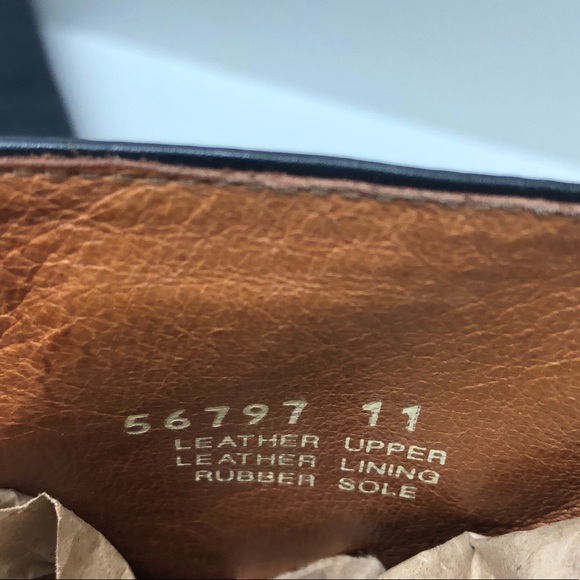 56797 11
LEATHER UPPER
LEATHER LINING
RUBBER SOLE